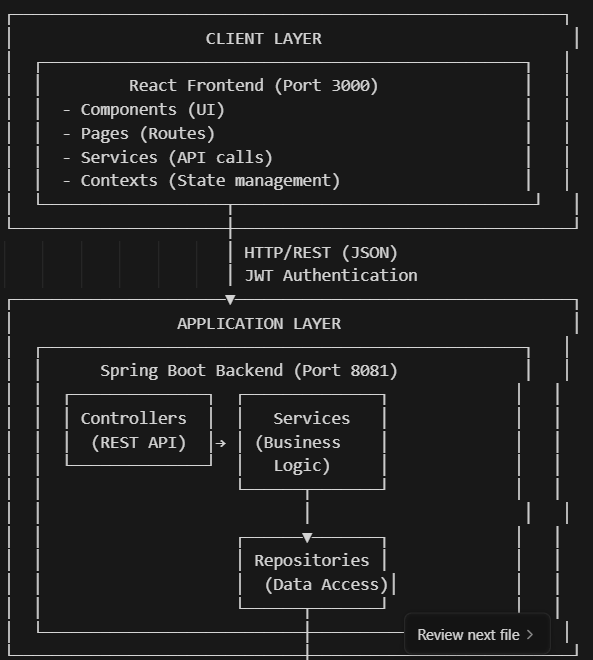 CLIENT LAYER
React Frontend (Port 3000)
- Components (UI)
- Pages (Routes)
- Services (API calls)
- Contexts (State management)
HTTP/REST (JSON)
JWT Authentication
APPLICATION LAYER
Spring Boot Backend (Port 8081)
Controllers
(REST API)
Services
(Business
Logic)
Repositories
(Data Access)
Review next file